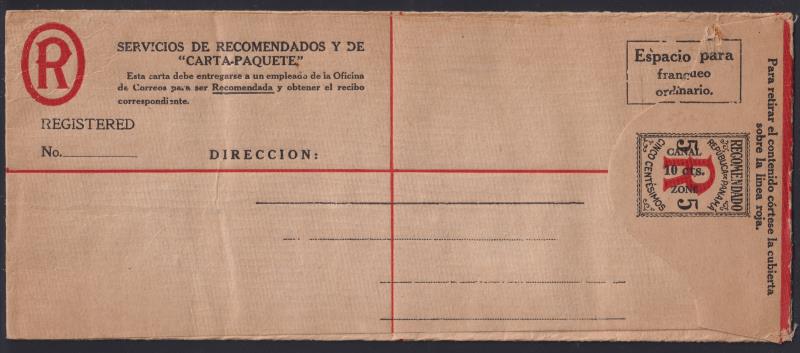 R
SERVICIOS DE RECOMENDADOS Y DE
"CARTA-PAQUETE"
Esta carta debe entregarse a un empleado de la Oficina
de Correos para ser Recomendada y obtener el recibo
correspondiente.
REGISTERED
No.
DIRECCION:
Espacio para
franqueo
ordinario.
RECOMENDADO
REPUBLICA DE PANAMA
R
5 5
CINCO CENTÉSIMOS
CANAL
10 cts.
ZONE
Para retirar el contenido córtese la cubierta
sobre la linea roja.